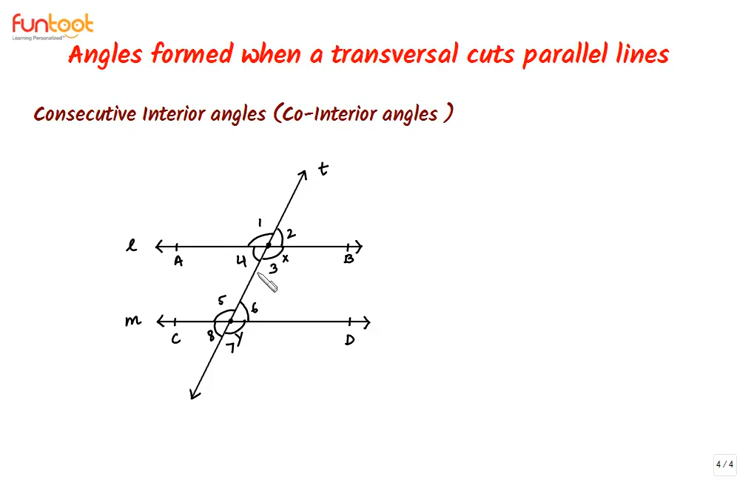 funtoot
Learning Personalized
Angles formed when a transversal cuts parallel lines
Consecutive Interior angles (Co-Interior angles )
t
1
2
l
A
4
3
x
B
5
6
m
C
8
7
y
D
4 / 4